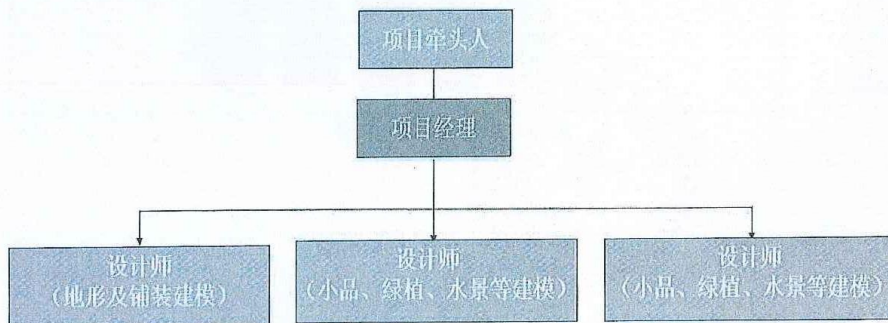 项目牵头人
项目经理
设计师
（地形及铺装建模）
设计师
（小品、绿植、水景等建模）
设计师
（小品、绿植、水景等建模）